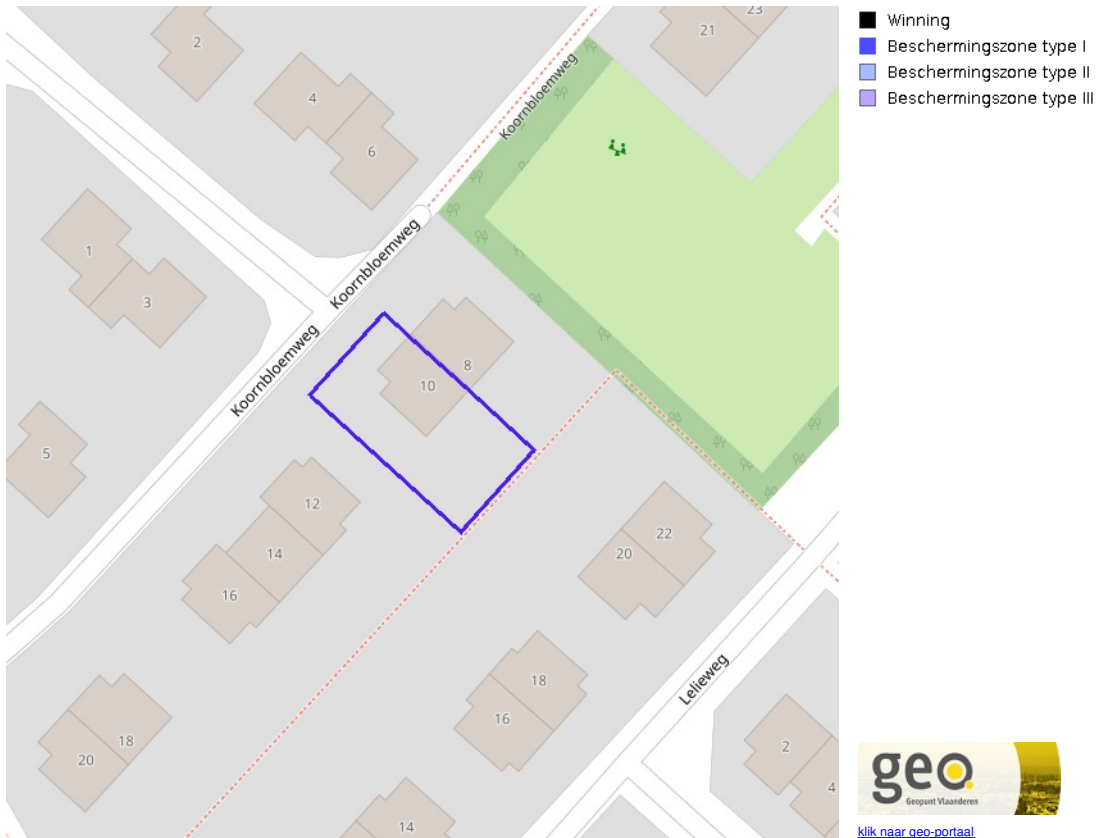 2
23
21
4
6
Koornbloemweg
1
3
Koornbloemweg
Koornbloemweg
8
10
5
12
14
16
22
20
18
16
Lelieweg
18
20
2
4
14
Winning
Beschermingszone type I
Beschermingszone type II
Beschermingszone type III
geo
Geopunt Vlaanderen
klik naar geo-portaal